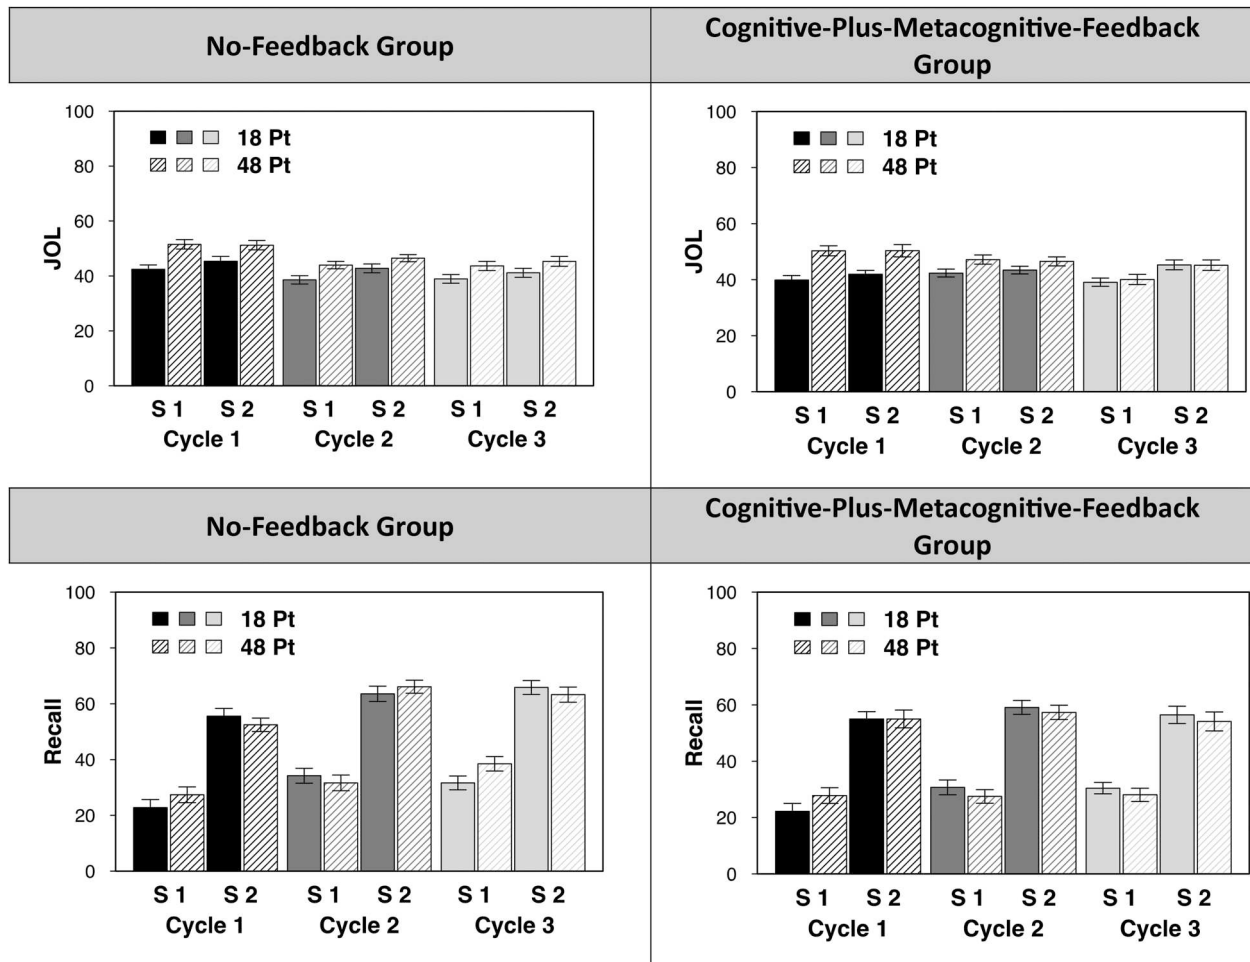 No-Feedback Group
Cognitive-Plus-Metacognitive-Feedback
Group
100
80
60
40
20
0
JOL
18 Pt
48 Pt
S 1 S 2 S 1 S 2 S 1 S 2
Cycle 1 Cycle 2 Cycle 3
100
80
60
40
20
0
JOL
18 Pt
48 Pt
S 1 S 2 S 1 S 2 S 1 S 2
Cycle 1 Cycle 2 Cycle 3
No-Feedback Group
Cognitive-Plus-Metacognitive-Feedback
Group
100
80
60
40
20
0
Recall
18 Pt
48 Pt
S 1 S 2 S 1 S 2 S 1 S 2
Cycle 1 Cycle 2 Cycle 3
100
80
60
40
20
0
Recall
18 Pt
48 Pt
S 1 S 2 S 1 S 2 S 1 S 2
Cycle 1 Cycle 2 Cycle 3